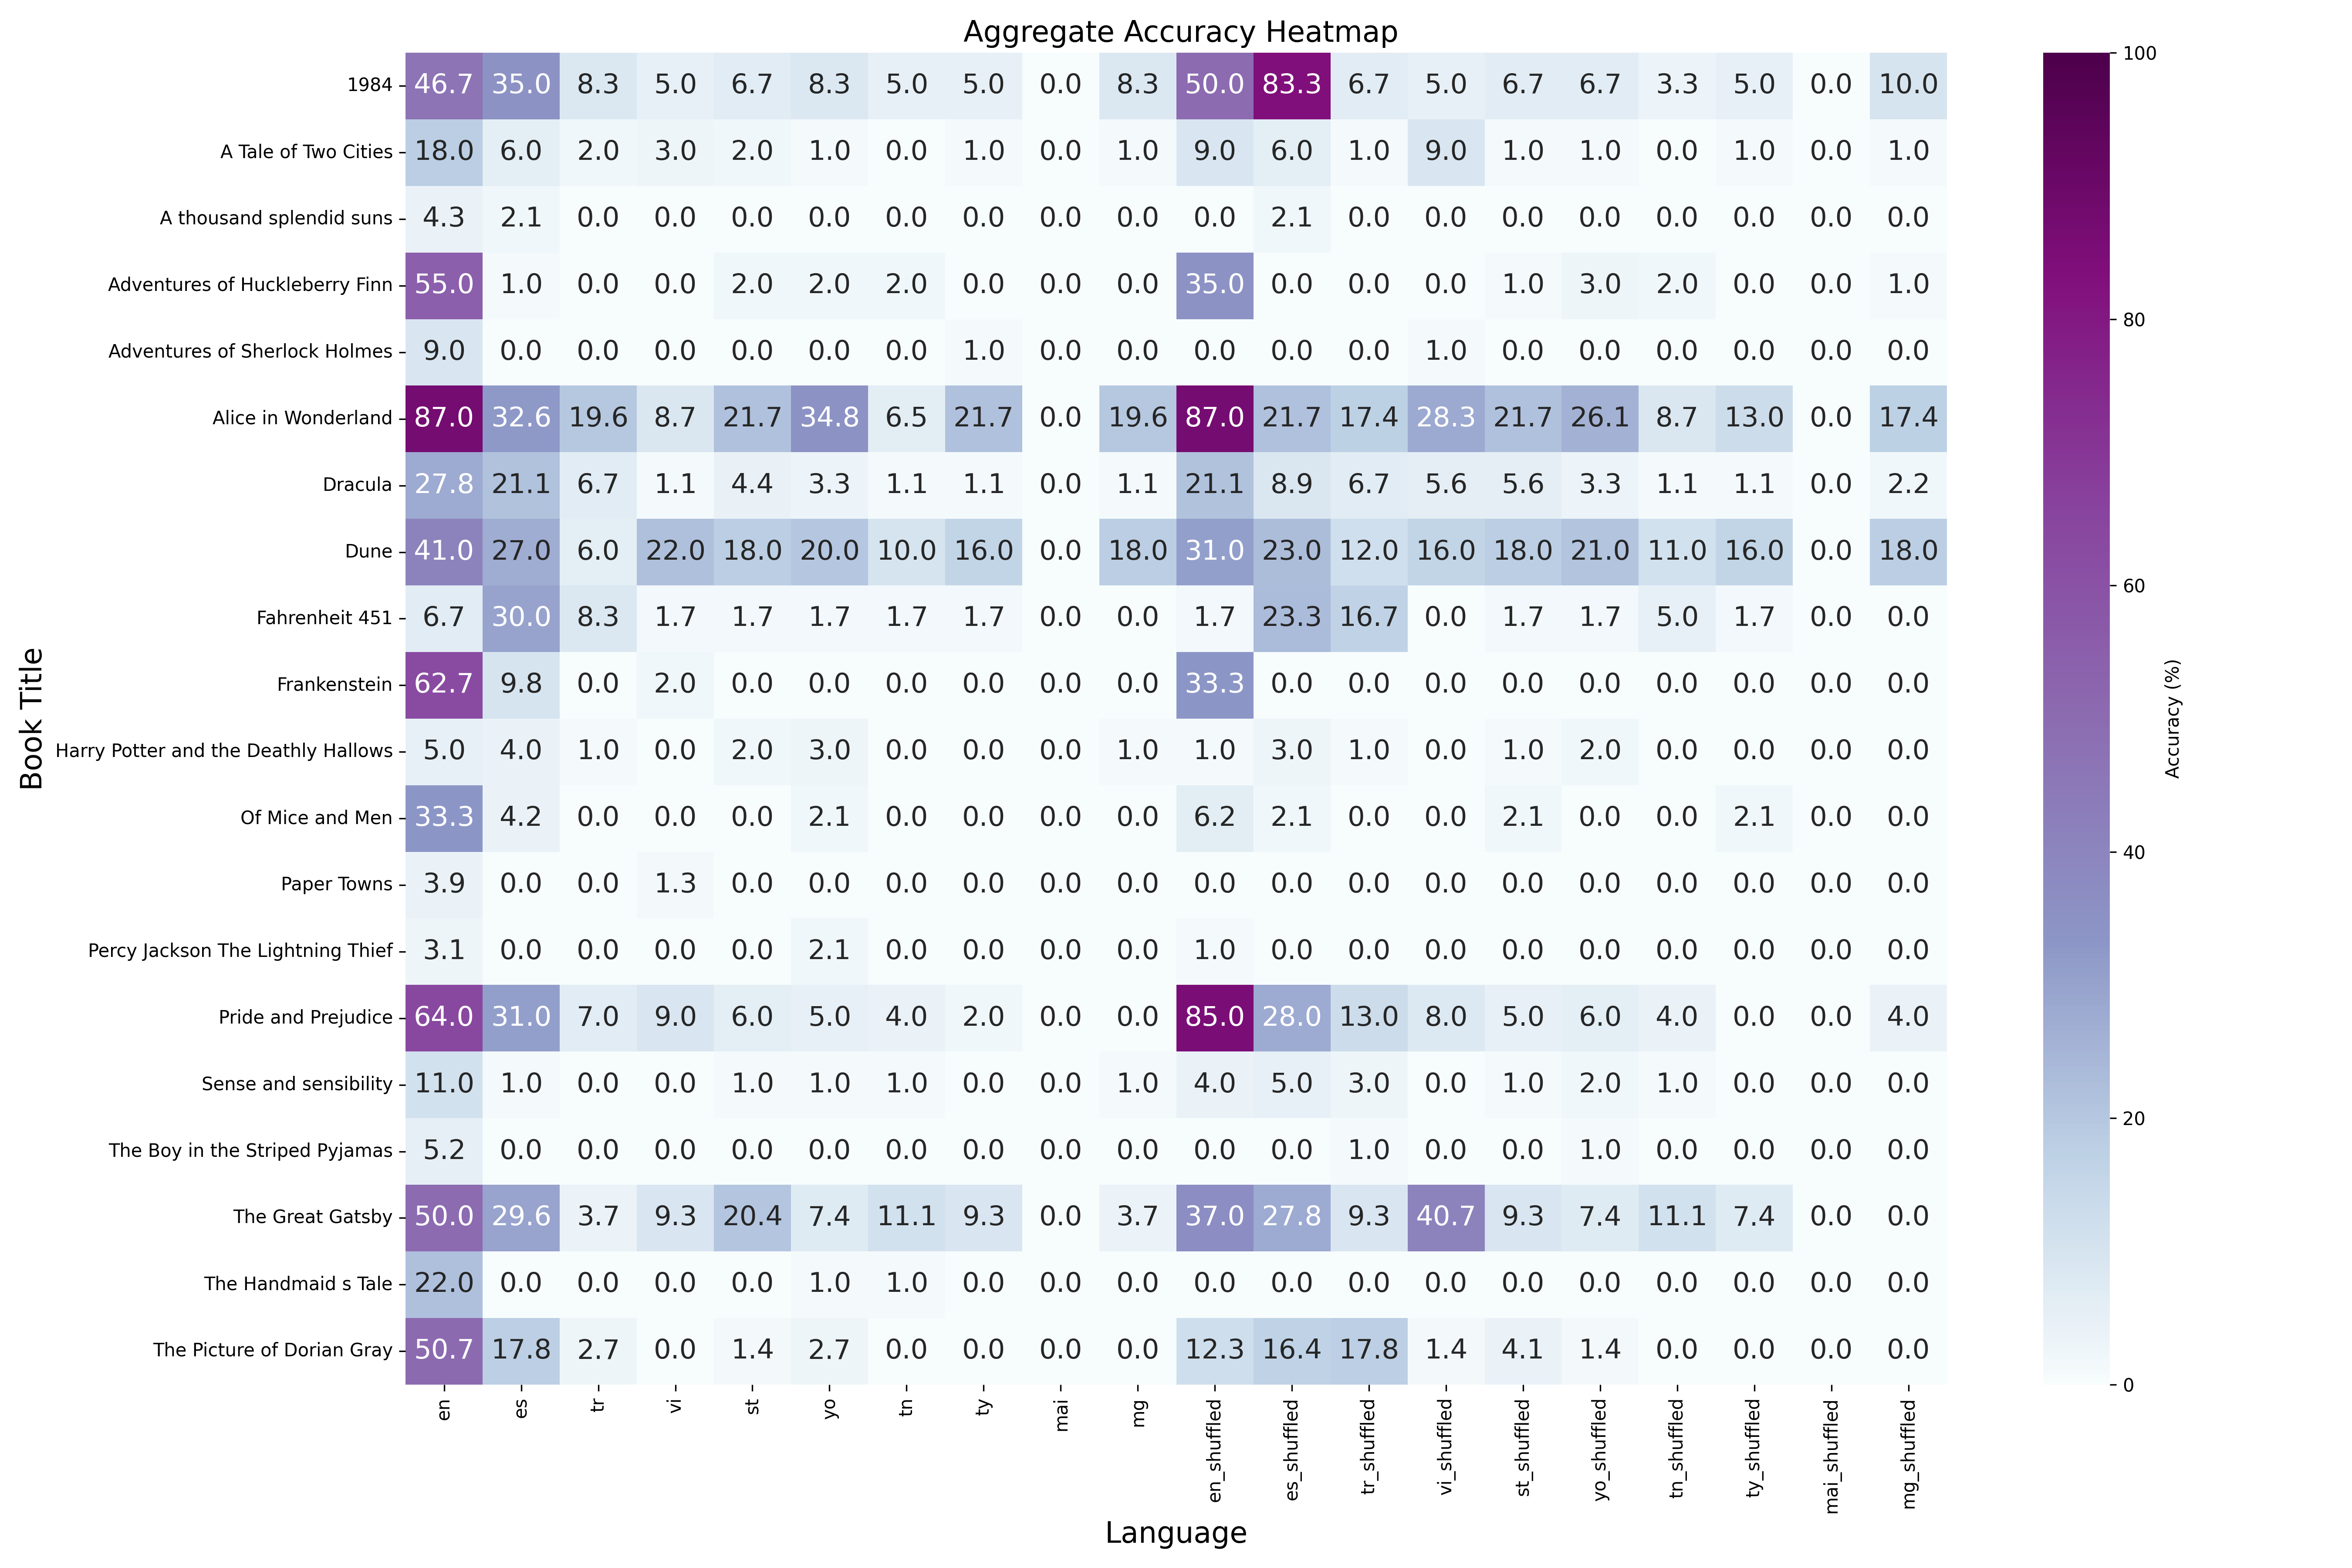 Aggregate Accuracy Heatmap
1984 46.7 35.0 8.3 5.0 6.7 8.3 5.0 5.0 0.0 8.3 50.0 83.3 6.7 5.0 6.7 6.7 3.3 5.0 0.0 10.0
A Tale of Two Cities 18.0 6.0 2.0 3.0 2.0 1.0 0.0 1.0 0.0 1.0 9.0 6.0 1.0 9.0 1.0 1.0 0.0 1.0 0.0 1.0
A thousand splendid suns 4.3 2.1 0.0 0.0 0.0 0.0 0.0 0.0 0.0 0.0 0.0 2.1 0.0 0.0 0.0 0.0 0.0 0.0 0.0 0.0
Adventures of Huckleberry Finn 55.0 1.0 0.0 0.0 2.0 2.0 2.0 0.0 0.0 0.0 35.0 0.0 0.0 0.0 1.0 3.0 2.0 0.0 0.0 1.0
Adventures of Sherlock Holmes 9.0 0.0 0.0 0.0 0.0 0.0 0.0 1.0 0.0 0.0 0.0 0.0 0.0 1.0 0.0 0.0 0.0 0.0 0.0 0.0
Alice in Wonderland 87.0 32.6 19.6 8.7 21.7 34.8 6.5 21.7 0.0 19.6 87.0 21.7 17.4 28.3 21.7 26.1 8.7 13.0 0.0 17.4
Dracula 27.8 21.1 6.7 1.1 4.4 3.3 1.1 1.1 0.0 1.1 21.1 8.9 6.7 5.6 5.6 3.3 1.1 1.1 0.0 2.2
Dune 41.0 27.0 6.0 22.0 18.0 20.0 10.0 16.0 0.0 18.0 31.0 23.0 12.0 16.0 18.0 21.0 11.0 16.0 0.0 18.0
Fahrenheit 451 6.7 30.0 8.3 1.7 1.7 1.7 1.7 1.7 0.0 0.0 1.7 23.3 16.7 0.0 1.7 1.7 5.0 1.7 0.0 0.0
Frankenstein 62.7 9.8 0.0 2.0 0.0 0.0 0.0 0.0 0.0 0.0 33.3 0.0 0.0 0.0 0.0 0.0 0.0 0.0 0.0 0.0
Harry Potter and the Deathly Hallows 5.0 4.0 1.0 0.0 2.0 3.0 0.0 0.0 0.0 1.0 1.0 3.0 1.0 0.0 1.0 2.0 0.0 0.0 0.0 0.0
Of Mice and Men 33.3 4.2 0.0 0.0 0.0 2.1 0.0 0.0 0.0 0.0 6.2 2.1 0.0 0.0 2.1 0.0 0.0 2.1 0.0 0.0
Paper Towns 3.9 0.0 0.0 1.3 0.0 0.0 0.0 0.0 0.0 0.0 0.0 0.0 0.0 0.0 0.0 0.0 0.0 0.0 0.0 0.0
Percy Jackson The Lightning Thief 3.1 0.0 0.0 0.0 0.0 2.1 0.0 0.0 0.0 0.0 1.0 0.0 0.0 0.0 0.0 0.0 0.0 0.0 0.0 0.0
Pride and Prejudice 64.0 31.0 7.0 9.0 6.0 5.0 4.0 2.0 0.0 0.0 85.0 28.0 13.0 8.0 5.0 6.0 4.0 0.0 0.0 4.0
Sense and sensibility 11.0 1.0 0.0 0.0 1.0 1.0 1.0 0.0 0.0 1.0 4.0 5.0 3.0 0.0 1.0 2.0 1.0 0.0 0.0 0.0
The Boy in the Striped Pyjamas 5.2 0.0 0.0 0.0 0.0 0.0 0.0 0.0 0.0 0.0 0.0 0.0 1.0 0.0 0.0 1.0 0.0 0.0 0.0 0.0
The Great Gatsby 50.0 29.6 3.7 9.3 20.4 7.4 11.1 9.3 0.0 3.7 37.0 27.8 9.3 40.7 9.3 7.4 11.1 7.4 0.0 0.0
The Handmaid s Tale 22.0 0.0 0.0 0.0 0.0 1.0 1.0 0.0 0.0 0.0 0.0 0.0 0.0 0.0 0.0 0.0 0.0 0.0 0.0 0.0
The Picture of Dorian Gray 50.7 17.8 2.7 0.0 1.4 2.7 0.0 0.0 0.0 0.0 12.3 16.4 17.8 1.4 4.1 1.4 0.0 0.0 0.0 0.0
en es tr vi st yo tn ty mai mg en_shuffled es_shuffled tr_shuffled vi_shuffled st_shuffled yo_shuffled tn_shuffled ty_shuffled mai_shuffled mg_shuffled
Language
Book Title
100
80
60
40
20
0
Accuracy (%)